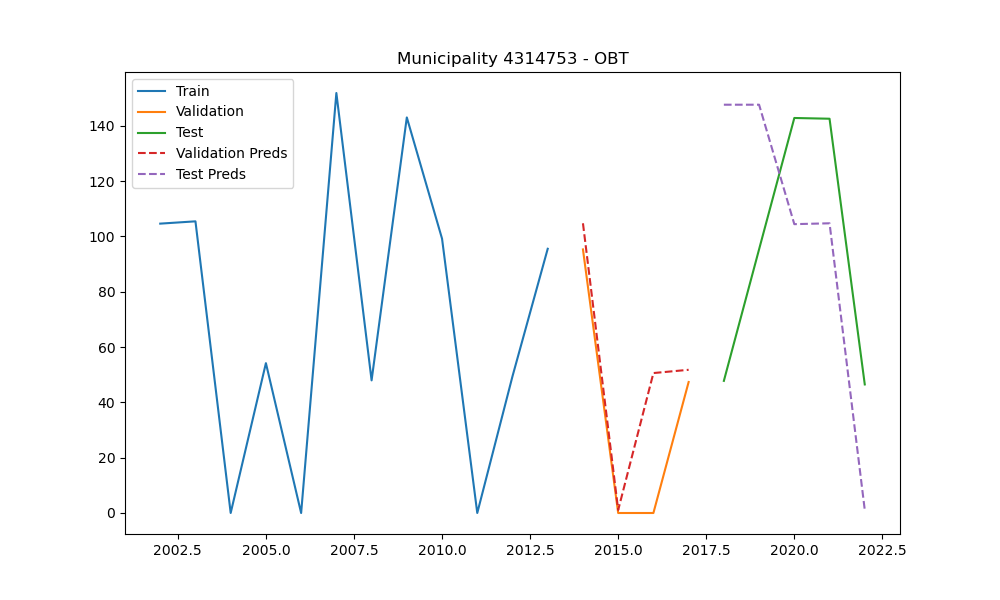 Municipality 4314753 - OBT
Train
Validation
Test
Validation Preds
Test Preds
140
120
100
80
60
40
20
0
2002.5 2005.0 2007.5 2010.0 2012.5 2015.0 2017.5 2020.0 2022.5